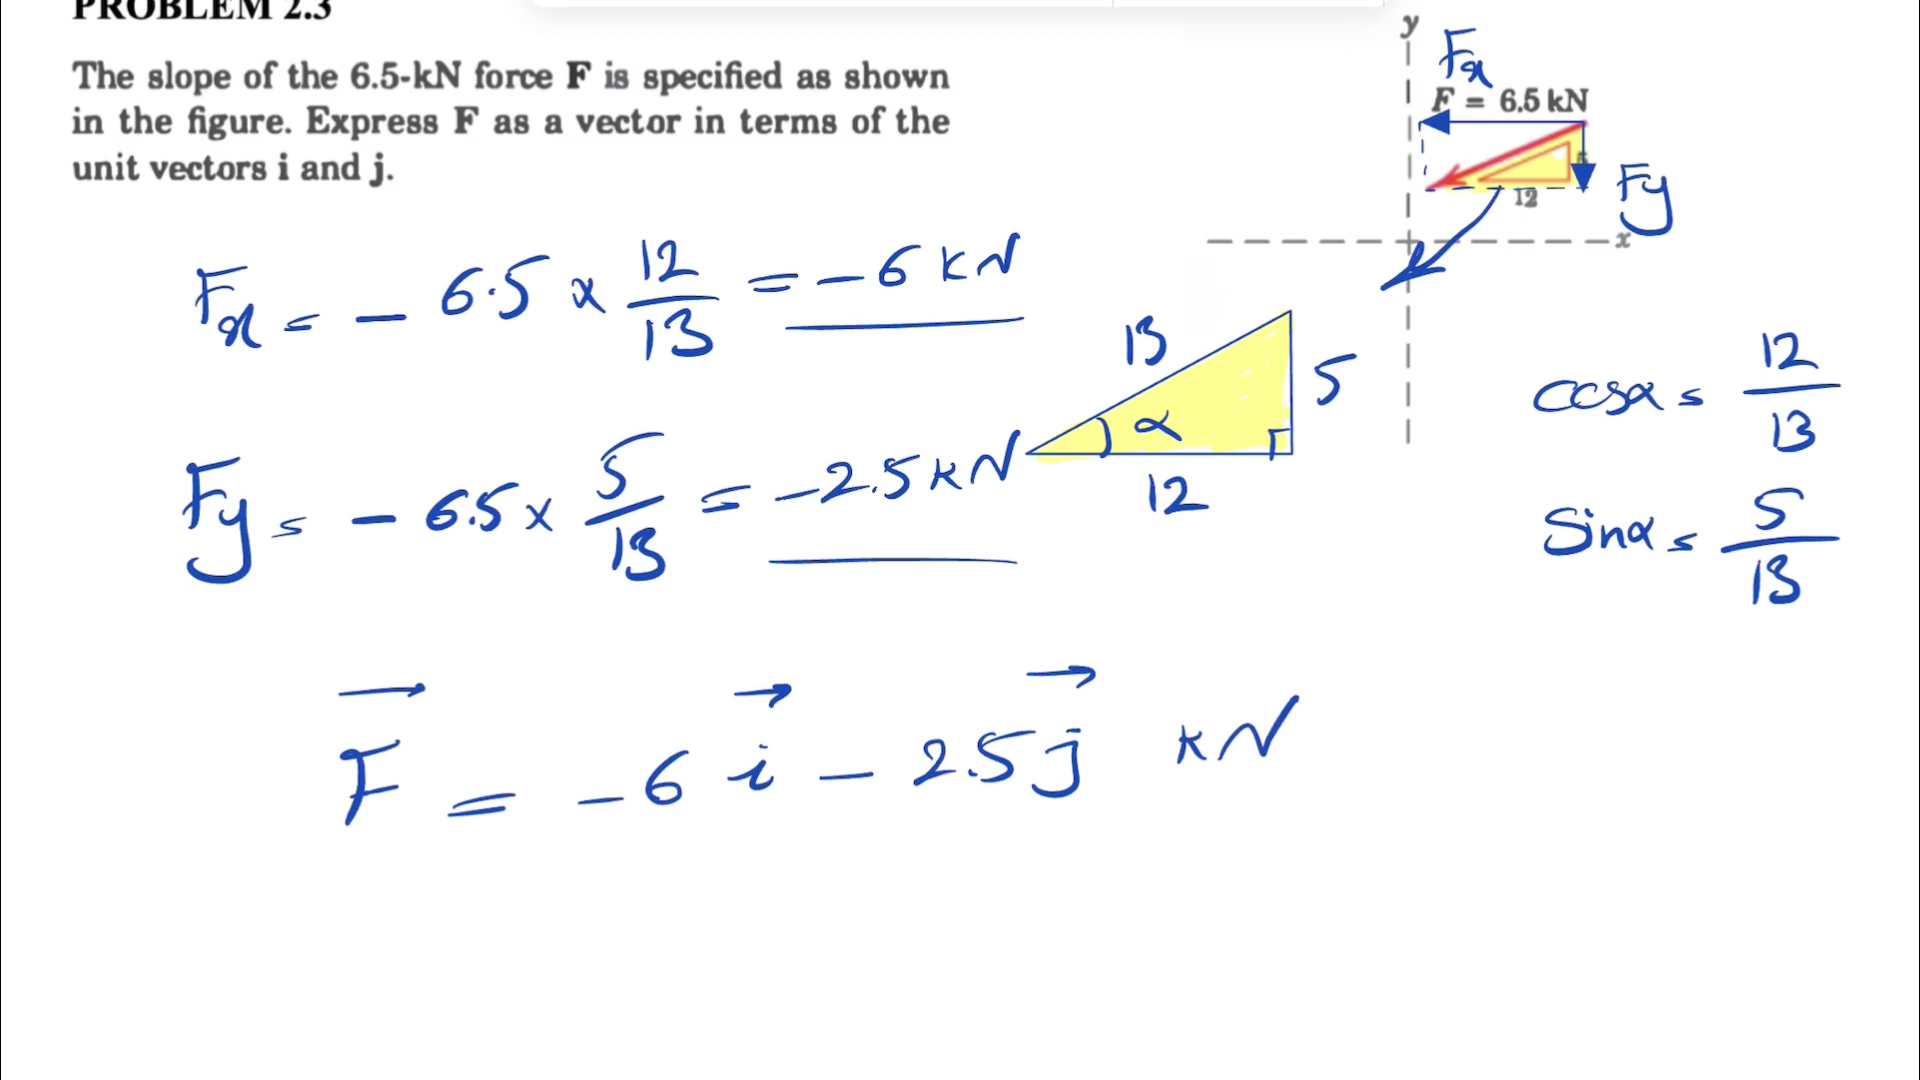 PROBLEM 2.3
The slope of the 6.5-kN force F is specified as shown
in the figure. Express F as a vector in terms of the
unit vectors i and j.
y
Fx
F = 6.5 kN
5
12
Fy
x
Fx = - 6.5 x 12/13 = -6 kN
13
5
α
12
cosα = 12/13
Fy = - 6.5 x 5/13 = -2.5 kN
Sinα = 5/13
F = -6 i - 2.5 j kN